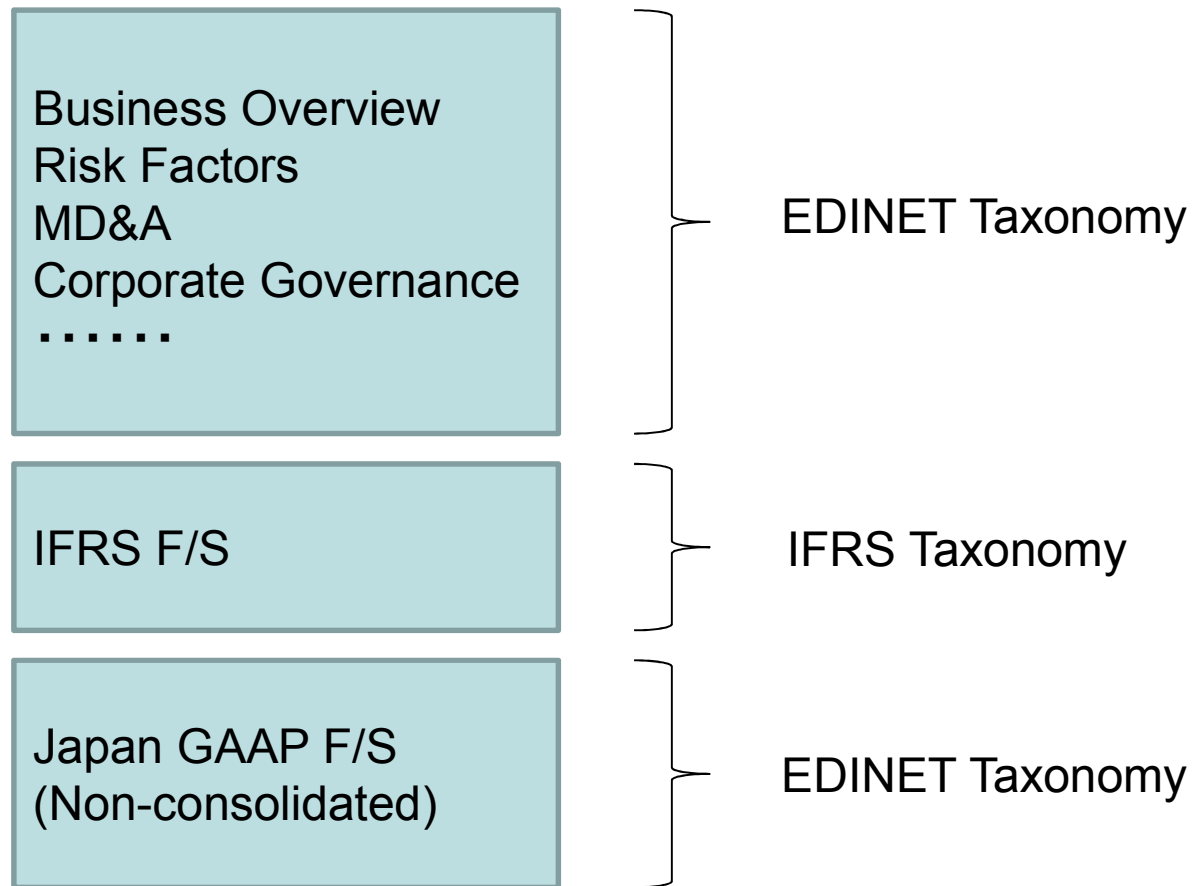 Business Overview
Risk Factors
MD&A
Corporate Governance
······
EDINET Taxonomy
IFRS F/S
IFRS Taxonomy
Japan GAAP F/S
(Non-consolidated)
EDINET Taxonomy